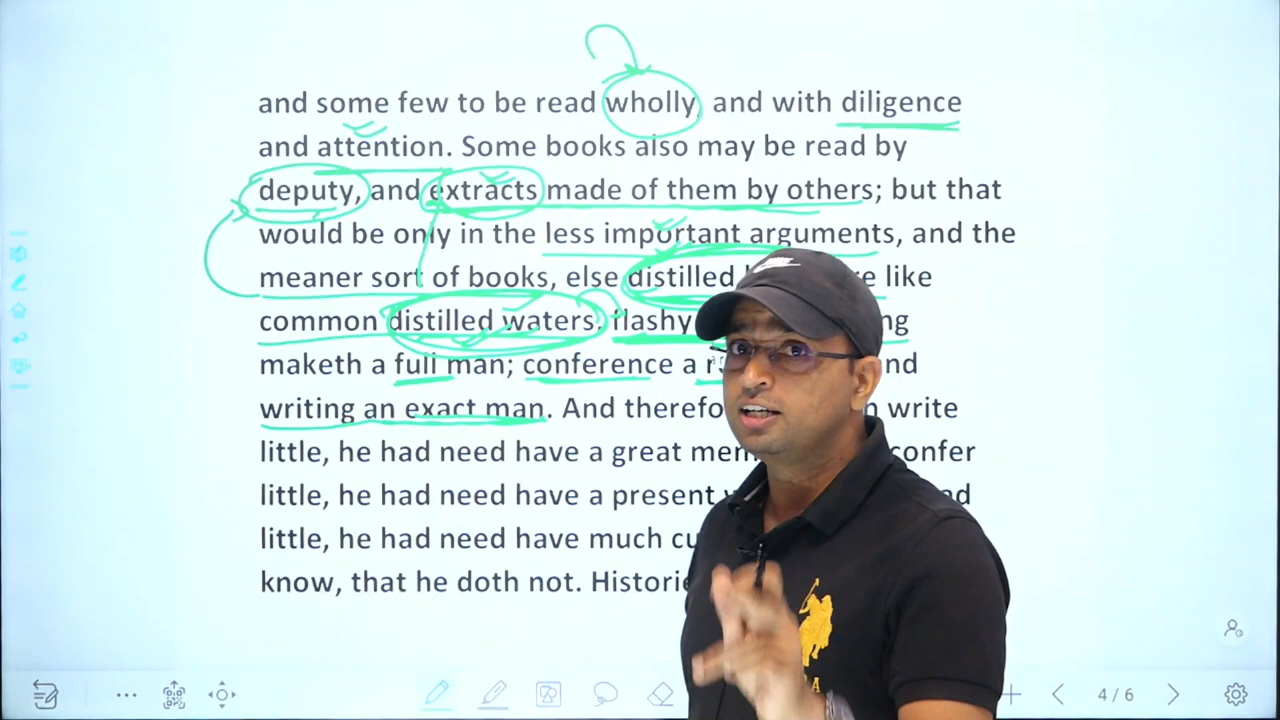 and some few to be read wholly, and with diligence
and attention. Some books also may be read by
deputy, and extracts made of them by others; but that
would be only in the less important arguments, and the
meaner sort of books, else distilled like
common distilled waters, flashy
maketh a full man; conference a and
writing an exact man. And write
little, he had need have a great confer
little, he had need have a present
little, he had need have much
know, that he doth not.
4/6